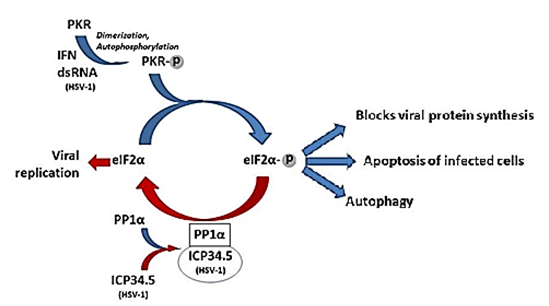 PKR
Dimerization,
Autophosphorylation
IFN
dsRNA
(HSV-1)
PKR-p
Blocks viral protein synthesis
Viral
replication
eIF2α
eIF2α-p
Apoptosis of infected cells
Autophagy
PP1α
PP1α
ICP34.5
(HSV-1)
ICP34.5
(HSV-1)